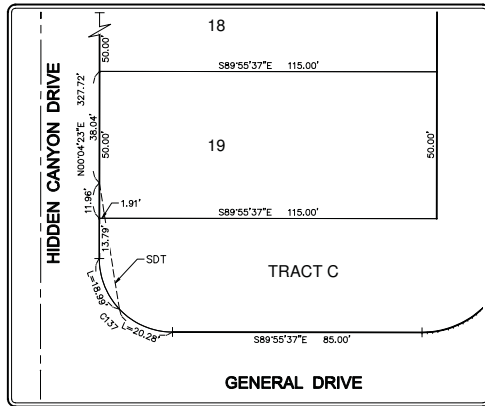 18
50.00'
S89°55'37"E 115.00'
327.72'
38.04'
50.00'
N00°04'23"E
19
50.00'
HIDDEN CANYON DRIVE
11.96'
1.91'
S89°55'37"E 115.00'
13.79'
SDT
TRACT C
L=18.99'
C137
L=20.28'
S89°55'37"E 85.00'
GENERAL DRIVE